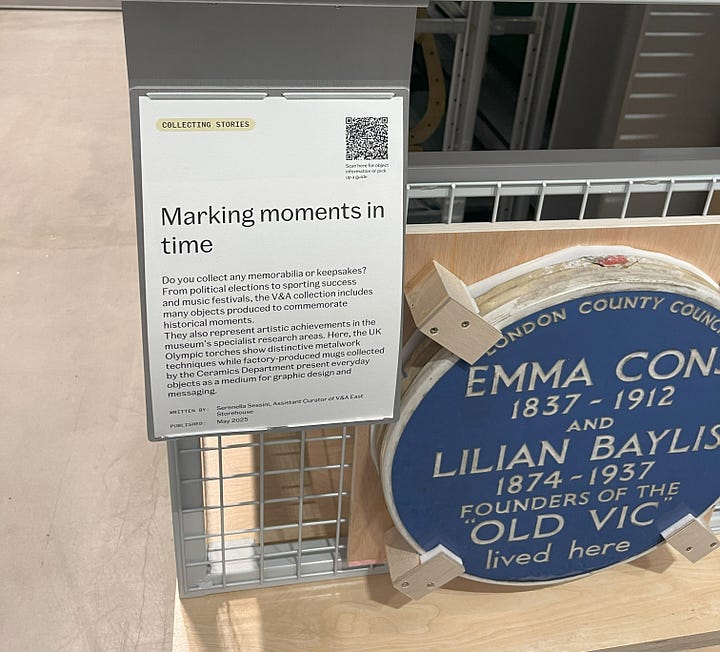 COLLECTING STORIES
Scan here for object
information or pick
up a guide
Marking moments in
time
Do you collect any memorabilia or keepsakes?
From political elections to sporting success
and music festivals, the V&A collection includes
many objects produced to commemorate
historical moments.
They also represent artistic achievements in the
museum's specialist research areas. Here, the UK
Olympic torches show distinctive metalwork
techniques while factory-produced mugs collected
by the Ceramics Department present everyday
objects as a medium for graphic design and
messaging.
WRITTEN BY: Serenella Sessini, Assistant Curator of V&A East
Storehouse
PUBLISHED: May 2025
LONDON COUNTY COUNC
EMMA CONS
1837-1912
AND
LILIAN BAYLIS
1874-1937
FOUNDERS OF THE
"OLD VIC"
lived here